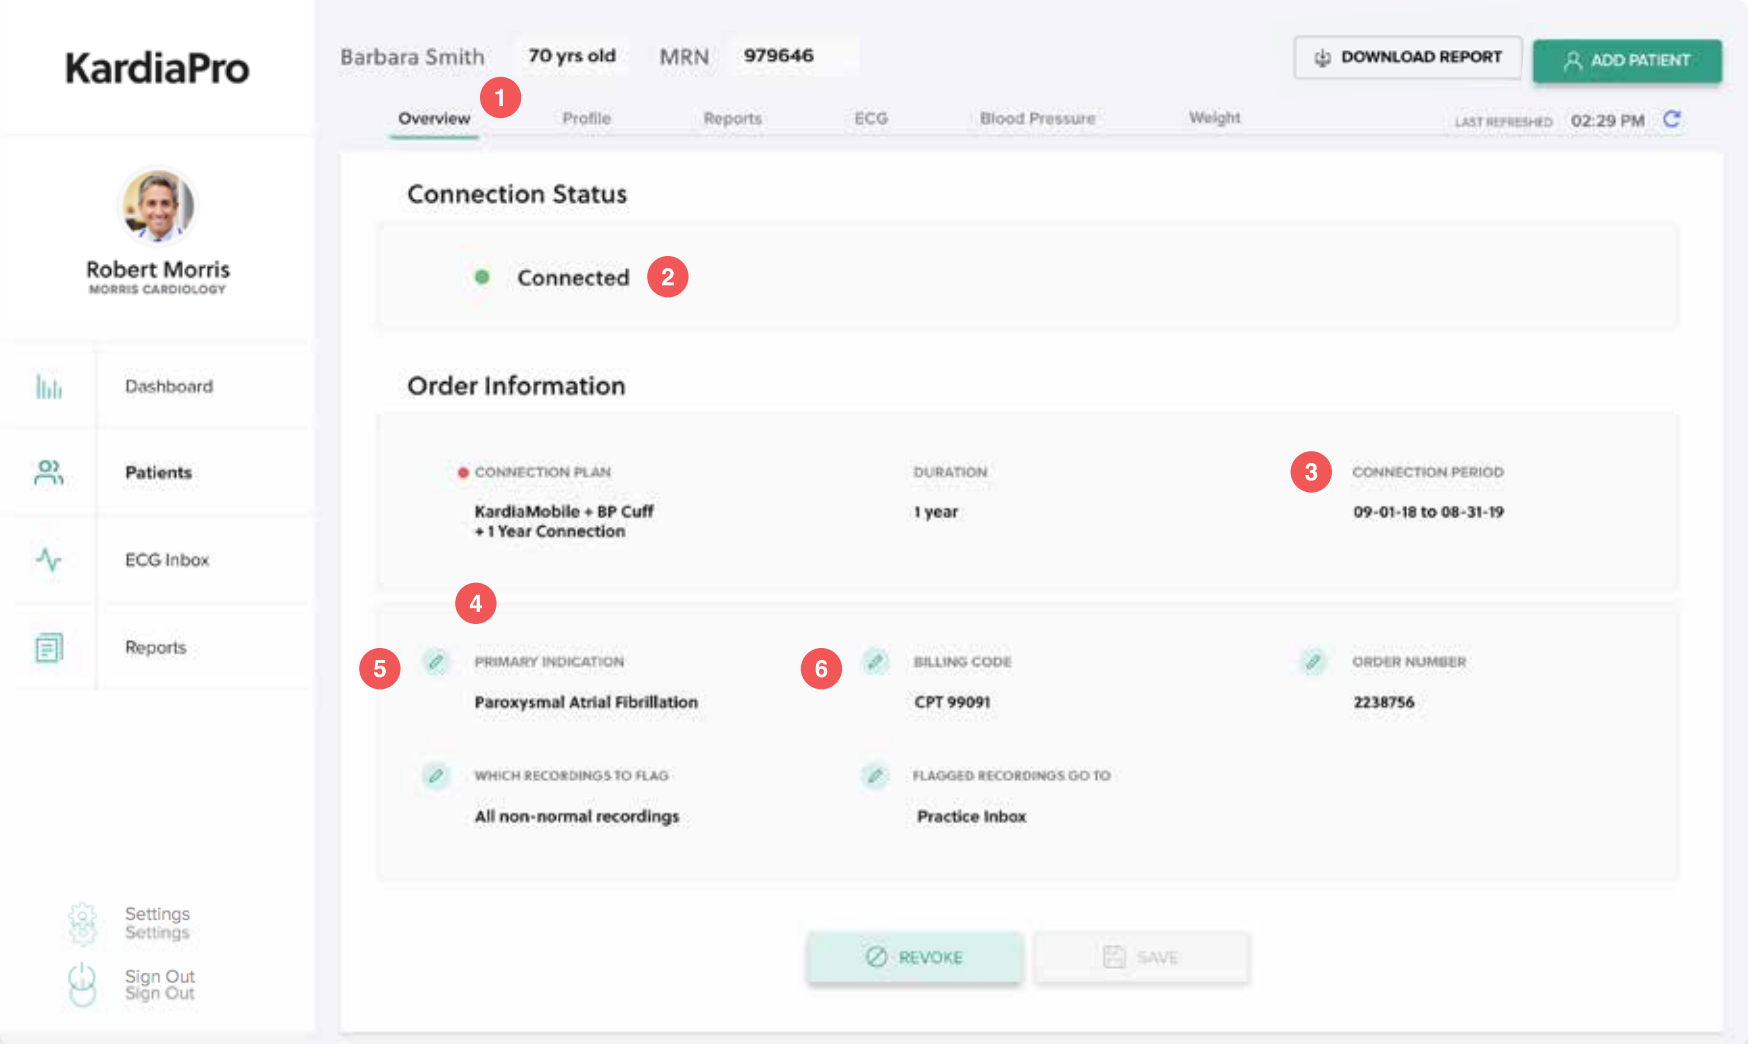 KardiaPro
Robert Morris
MORRIS CARDIOLOGY
Dashboard
Patients
ECG Inbox
Reports
Settings
Settings
Sign Out
Sign Out
Barbara Smith 70 yrs old MRN 979646
DOWNLOAD REPORT
ADD PATIENT
1
Overview Profile Reports ECG Blood Pressure Weight
LAST REFRESHED 02:29 PM
Connection Status
Connected 2
Order Information
CONNECTION PLAN
KardiaMobile + BP Cuff
+ 1 Year Connection
DURATION
1 year
3 CONNECTION PERIOD
09-01-18 to 08-31-19
4
5 PRIMARY INDICATION
Paroxysmal Atrial Fibrillation
6 BILLING CODE
CPT 99091
ORDER NUMBER
2238756
WHICH RECORDINGS TO FLAG
All non-normal recordings
FLAGGED RECORDINGS GO TO
Practice Inbox
REVOKE
SAVE